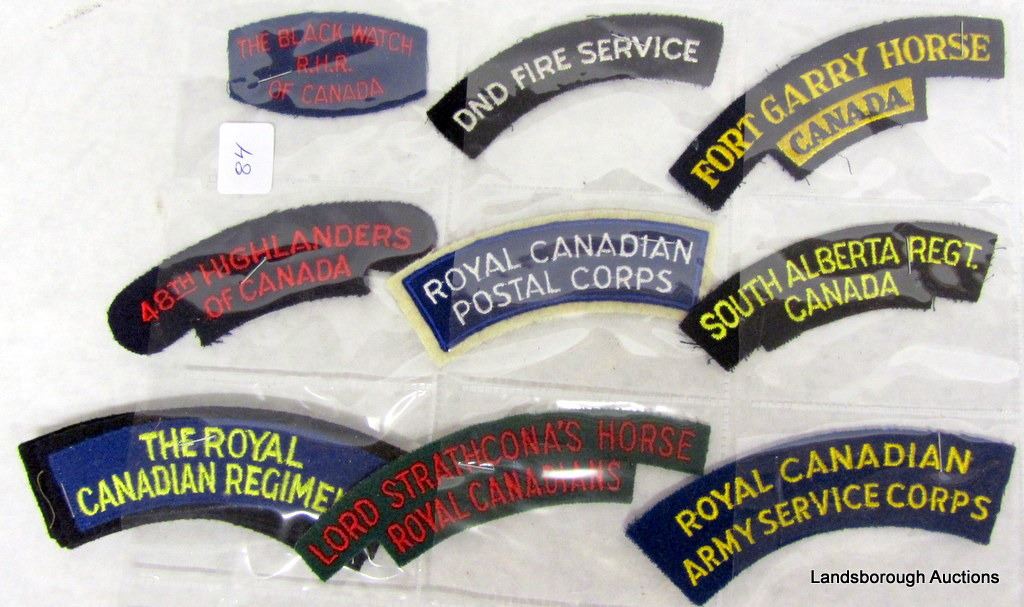 THE BLACK WATCH
R.H.R.
OF CANADA
DND FIRE SERVICE
FORT GARRY HORSE
CANADA
48
48TH HIGHLANDERS
OF CANADA
ROYAL CANADIAN
POSTAL CORPS
SOUTH ALBERTA REGT.
CANADA
THE ROYAL
CANADIAN REGIME
LORD STRATHCONA'S HORSE
ROYAL CANADIANS
ROYAL CANADIAN
ARMY SERVICE CORPS
Landsborough Auctions